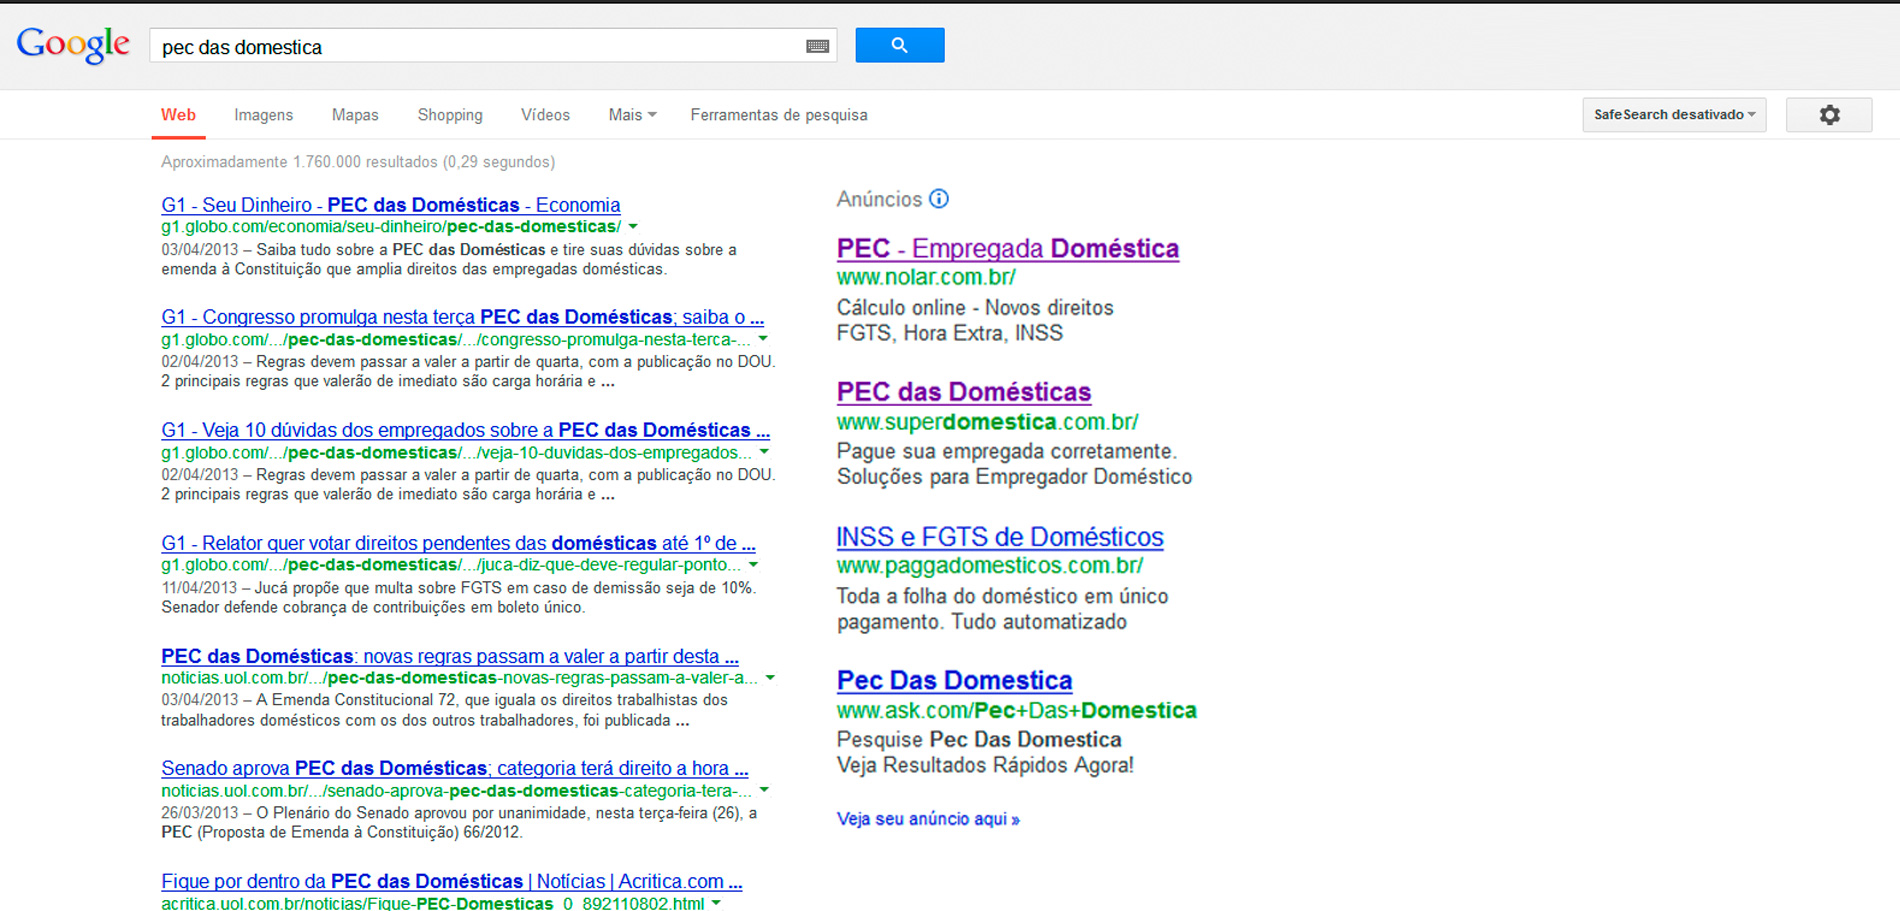 Google
pec das domestica
Web Imagens Mapas Shopping Vídeos Mais Ferramentas de pesquisa
SafeSearch desativado
Aproximadamente 1.760.000 resultados (0,29 segundos)
G1 - Seu Dinheiro - PEC das Domésticas - Economia
g1.globo.com/economia/seu-dinheiro/pec-das-domesticas/
03/04/2013 – Saiba tudo sobre a PEC das Domésticas e tire suas dúvidas sobre a
emenda à Constituição que amplia direitos das empregadas domésticas.
G1 - Congresso promulga nesta terça PEC das Domésticas; saiba o ...
g1.globo.com/.../pec-das-domesticas/.../congresso-promulga-nesta-terca-...
02/04/2013 – Regras devem passar a valer a partir de quarta, com a publicação no DOU.
2 principais regras que valerão de imediato são carga horária e ...
G1 - Veja 10 dúvidas dos empregados sobre a PEC das Domésticas ...
g1.globo.com/.../pec-das-domesticas/.../veja-10-duvidas-dos-empregados...
02/04/2013 – Regras devem passar a valer a partir de quarta, com a publicação no DOU.
2 principais regras que valerão de imediato são carga horária e ...
G1 - Relator quer votar direitos pendentes das domésticas até 1º de ...
g1.globo.com/.../pec-das-domesticas/.../juca-diz-que-deve-regular-ponto...
11/04/2013 – Jucá propõe que multa sobre FGTS em caso de demissão seja de 10%.
Senador defende cobrança de contribuições em boleto único.
PEC das Domésticas: novas regras passam a valer a partir desta ...
noticias.uol.com.br/.../pec-das-domesticas-novas-regras-passam-a-valer-a...
03/04/2013 – A Emenda Constitucional 72, que iguala os direitos trabalhistas dos
trabalhadores domésticos com os dos outros trabalhadores, foi publicada ...
Senado aprova PEC das Domésticas; categoria terá direito a hora ...
noticias.uol.com.br/.../senado-aprova-pec-das-domesticas-categoria-tera-...
26/03/2013 – O Plenário do Senado aprovou por unanimidade, nesta terça-feira (26), a
PEC (Proposta de Emenda à Constituição) 66/2012.
Fique por dentro da PEC das Domésticas | Notícias | Acritica.com ...
acritica.uol.com.br/noticias/Fique-PEC-Domesticas_0_892110802.html
Anúncios
PEC - Empregada Doméstica
www.nolar.com.br/
Cálculo online - Novos direitos
FGTS, Hora Extra, INSS
PEC das Domésticas
www.superdomestica.com.br/
Pague sua empregada corretamente.
Soluções para Empregador Doméstico
INSS e FGTS de Domésticos
www.paggadomesticos.com.br/
Toda a folha do doméstico em único
pagamento. Tudo automatizado
Pec Das Domestica
www.ask.com/Pec+Das+Domestica
Pesquise Pec Das Domestica
Veja Resultados Rápidos Agora!
Veja seu anúncio aqui »